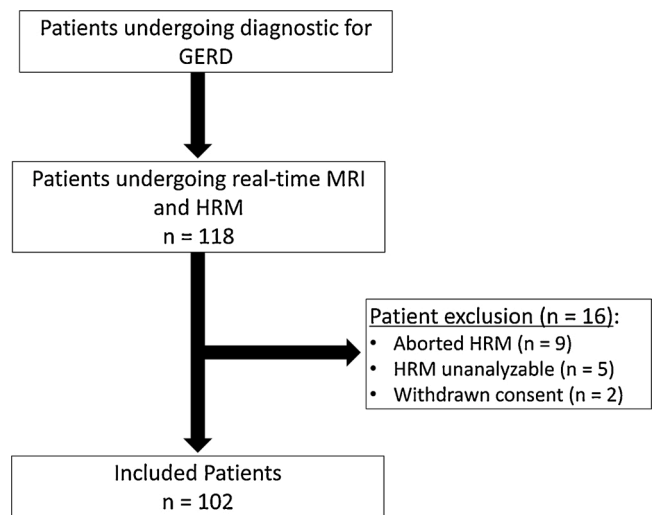 Patients undergoing diagnostic for
GERD
Patients undergoing real-time MRI
and HRM
n = 118
Patient exclusion (n = 16):
• Aborted HRM (n = 9)
• HRM unanalyzable (n = 5)
• Withdrawn consent (n = 2)
Included Patients
n = 102